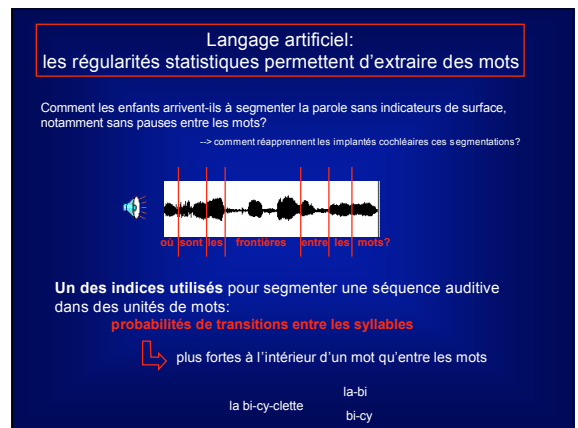 Langage artificiel:
les régularités statistiques permettent d'extraire des mots
Comment les enfants arrivent-ils à segmenter la parole sans indicateurs de surface,
notamment sans pauses entre les mots?
--> comment réapprennent les implantés cochléaires ces segmentations?
où sont les frontières entre les mots?
Un des indices utilisés pour segmenter une séquence auditive
dans des unités de mots:
probabilités de transitions entre les syllabes
plus fortes à l'intérieur d'un mot qu'entre les mots
la-bi
la bi-cy-clette
bi-cy